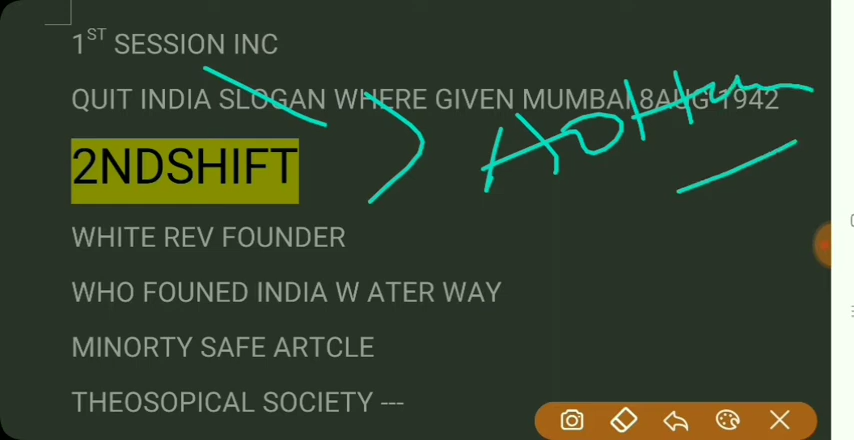 1ST SESSION INC
QUIT INDIA SLOGAN WHERE GIVEN MUMBAI 8AUG 1942
2NDSHIFT
WHITE REV FOUNDER
WHO FOUNED INDIA W ATER WAY
MINORTY SAFE ARTCLE
THEOSOPICAL SOCIETY ---